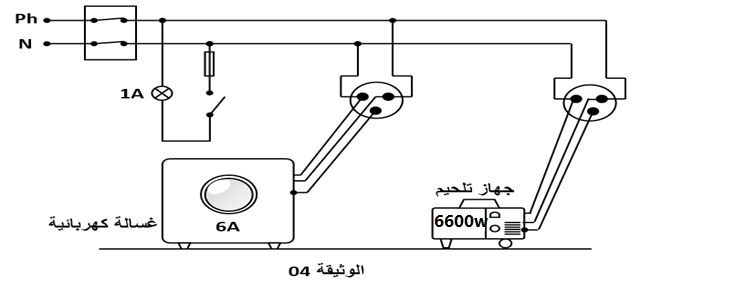 Ph
N
1A
جهاز تلحيم
6600w
غسالة كهربائية
6A
الوثيقة 04